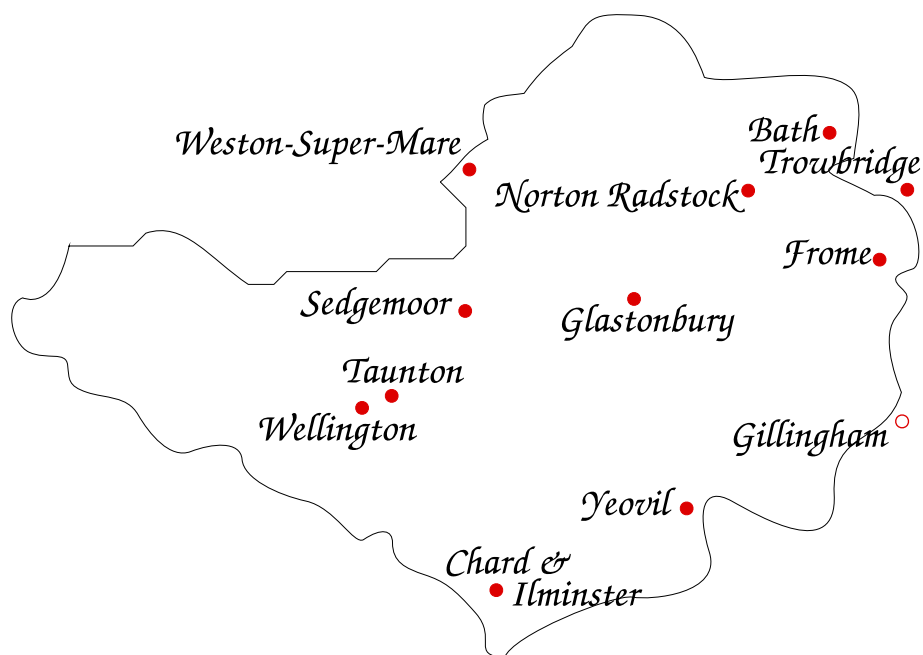 Bath
Weston-Super-Mare
Trowbridge
Norton Radstock
Frome
Sedgemoor
Glastonbury
Taunton
Wellington
Gillingham
Yeovil
Chard &
Ilminster